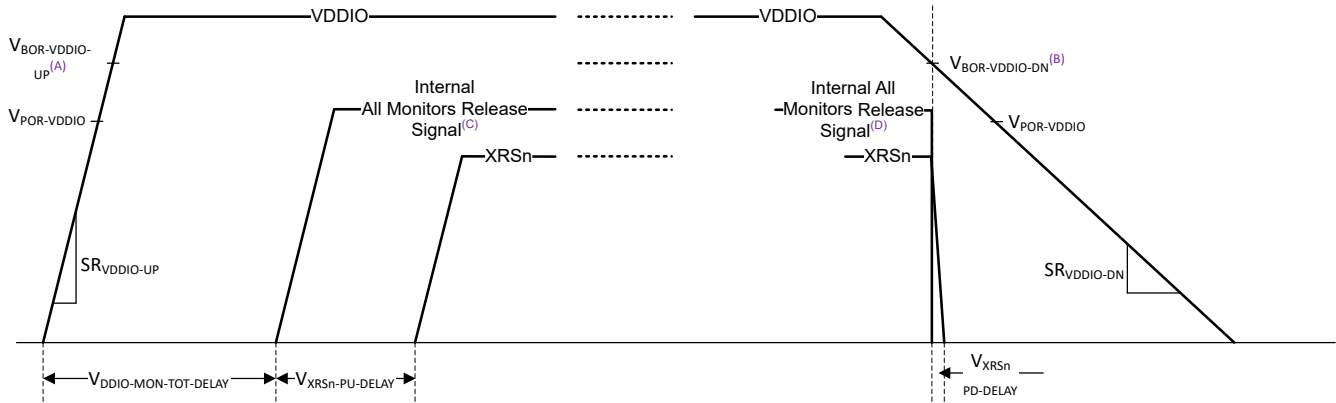 VDDIO
VDDIO
VBOR-VDDIO-
UP(A)
VBOR-VDDIO-DN(B)
Internal
All Monitors Release
Signal(C)
Internal All
Monitors Release
Signal(D)
VPOR-VDDIO
VPOR-VDDIO
XRSn
XRSn
SRVDDIO-UP
SRVDDIO-DN
VDDIO-MON-TOT-DELAY
VXRSn-PU-DELAY
VXRSn
PD-DELAY